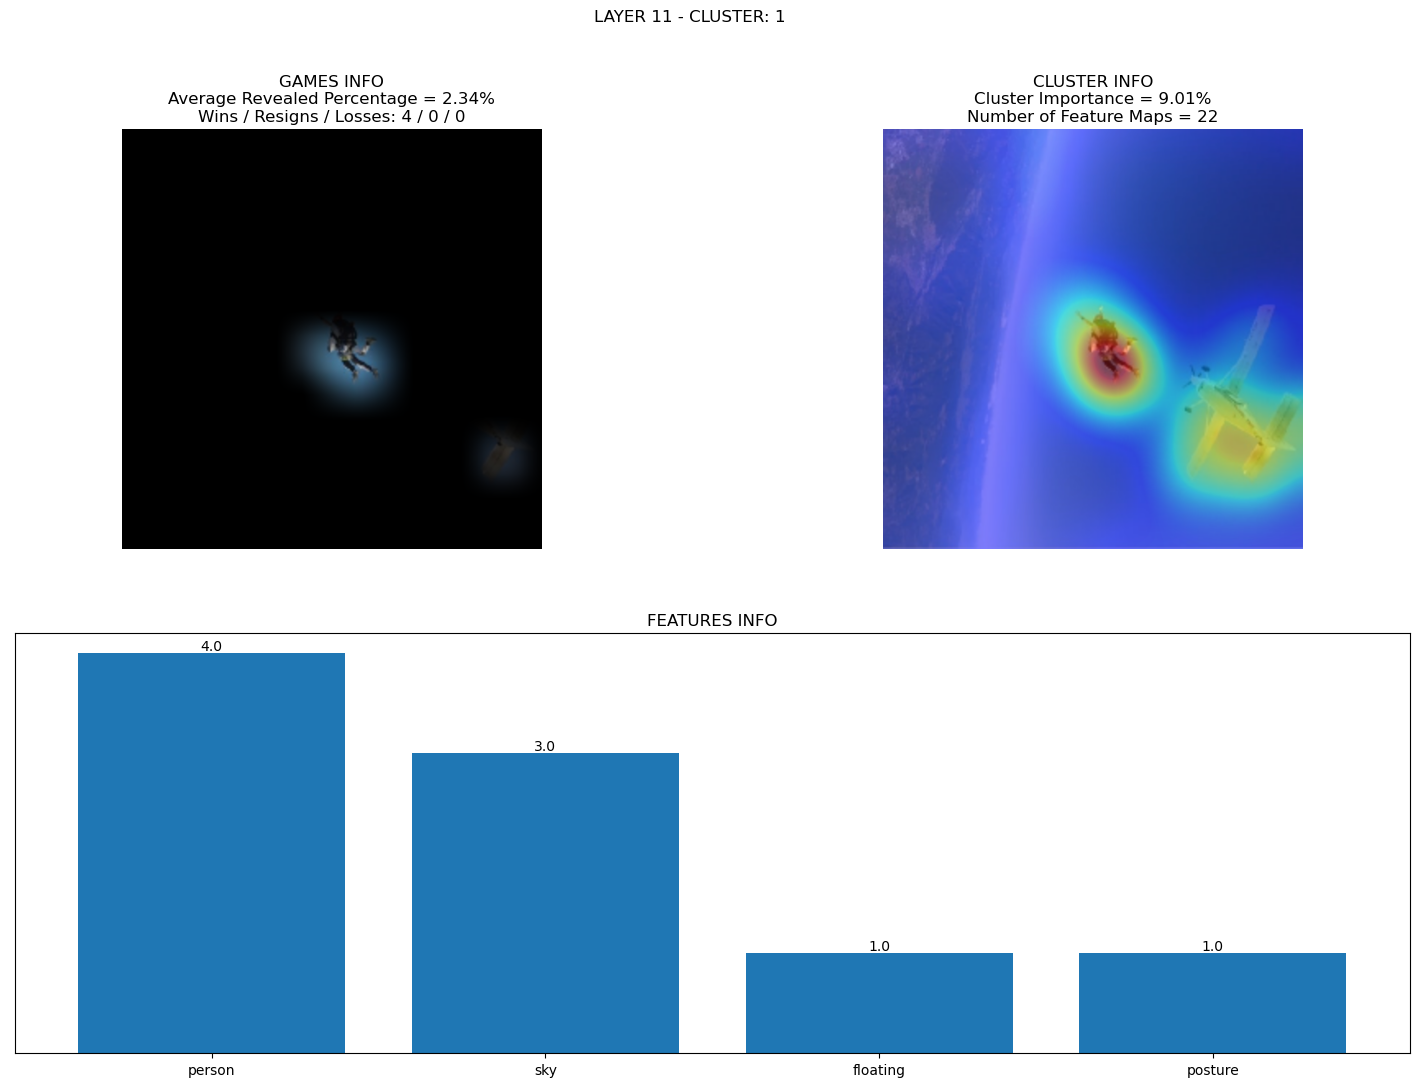 LAYER 11 - CLUSTER: 1
GAMES INFO
Average Revealed Percentage = 2.34%
Wins / Resigns / Losses: 4 / 0 / 0
CLUSTER INFO
Cluster Importance = 9.01%
Number of Feature Maps = 22
FEATURES INFO
4.0
3.0
1.0
1.0
person
sky
floating
posture